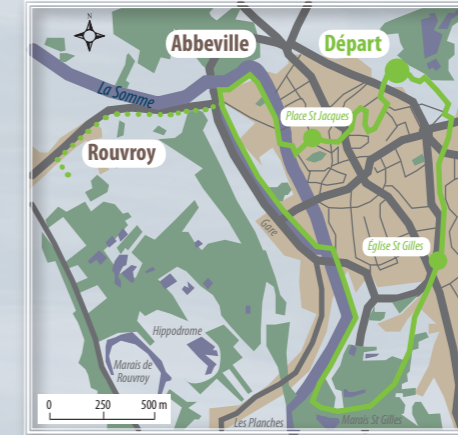 N
Abbeville
Départ
La Somme
Place St Jacques
Rouvroy
Gare
Église St Gilles
Hippodrome
Marais de
Rouvroy
0 250 500 m
Les Planches
Marais St Gilles